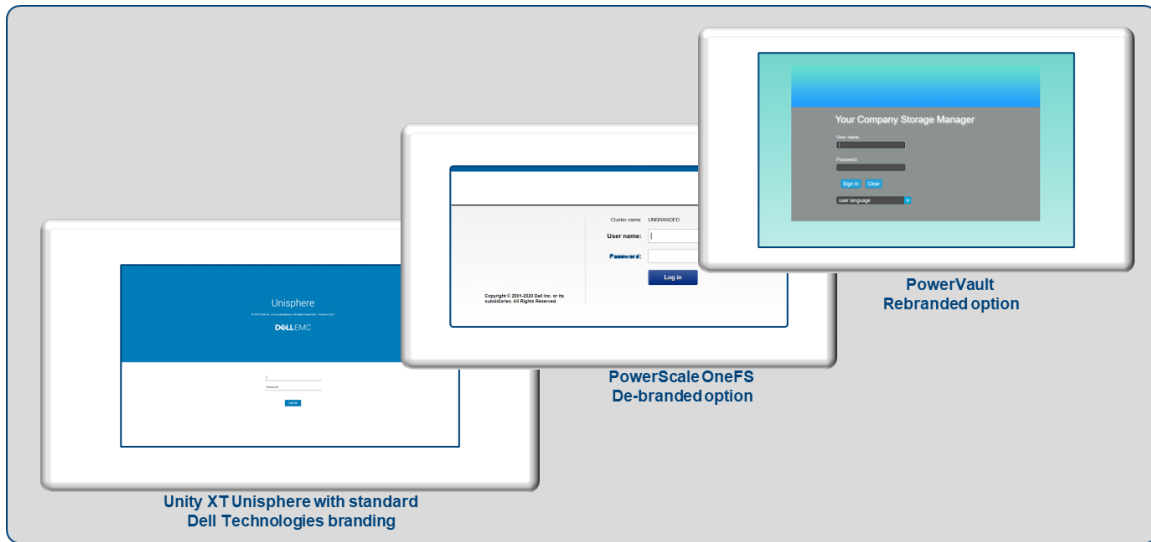 Your Company Storage Manager
User name
Password
Sign In Clear
user language
PowerVault
Rebranded option
Cluster name: UNBRANDED
User name:
Password:
Log in
Copyright © 2001-2020 Dell Inc. or its
subsidiaries. All Rights Reserved.
PowerScale OneFS
De-branded option
Unisphere
DELLEMC
Password
LOG IN
Unity XT Unisphere with standard
Dell Technologies branding